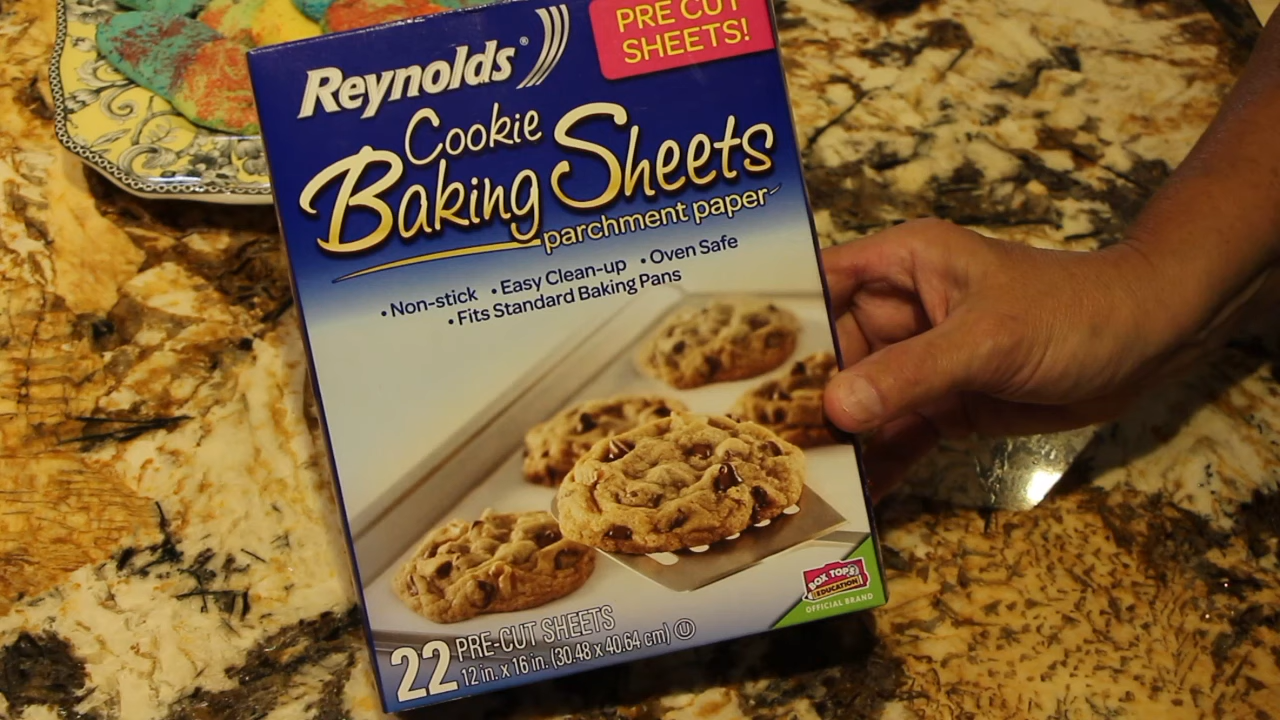 PRE CUT
SHEETS!
Reynolds®
Cookie
Baking Sheets
parchment paper
• Non-stick • Easy Clean-up • Oven Safe
• Fits Standard Baking Pans
BOX TOPS
EDUCATION
OFFICIAL BRAND
22 PRE-CUT SHEETS
12 in. x 16 in. (30.48 x 40.64 cm) U